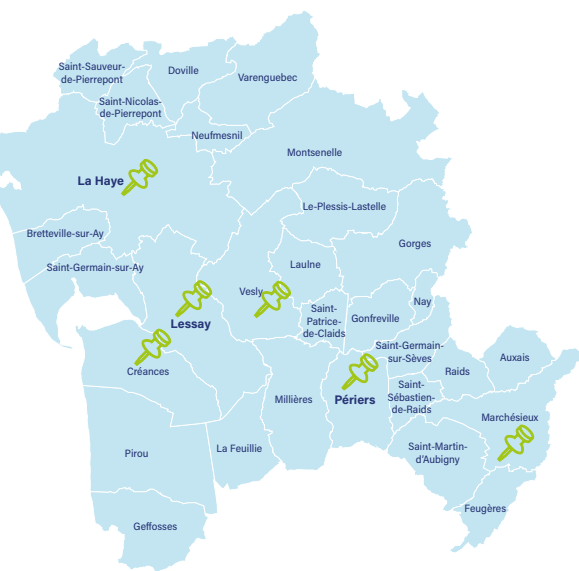 Saint-Sauveur-
de-Pierrepont
Doville
Varenguebec
Saint-Nicolas-
de-Pierrepont
Neufmesnil
Montsenelle
La Haye
Le-Plessis-Lastelle
Bretteville-sur-Ay
Gorges
Saint-Germain-sur-Ay
Laulne
Vesly
Nay
Saint-
Patrice-
de-Claids
Gonfreville
Lessay
Saint-Germain-
sur-Sèves
Auxais
Créances
Raids
Saint-
Sébastien-
de-Raids
Millières
Périers
Marchésieux
La Feuillie
Saint-Martin-
d'Aubigny
Pirou
Feugères
Geffosses